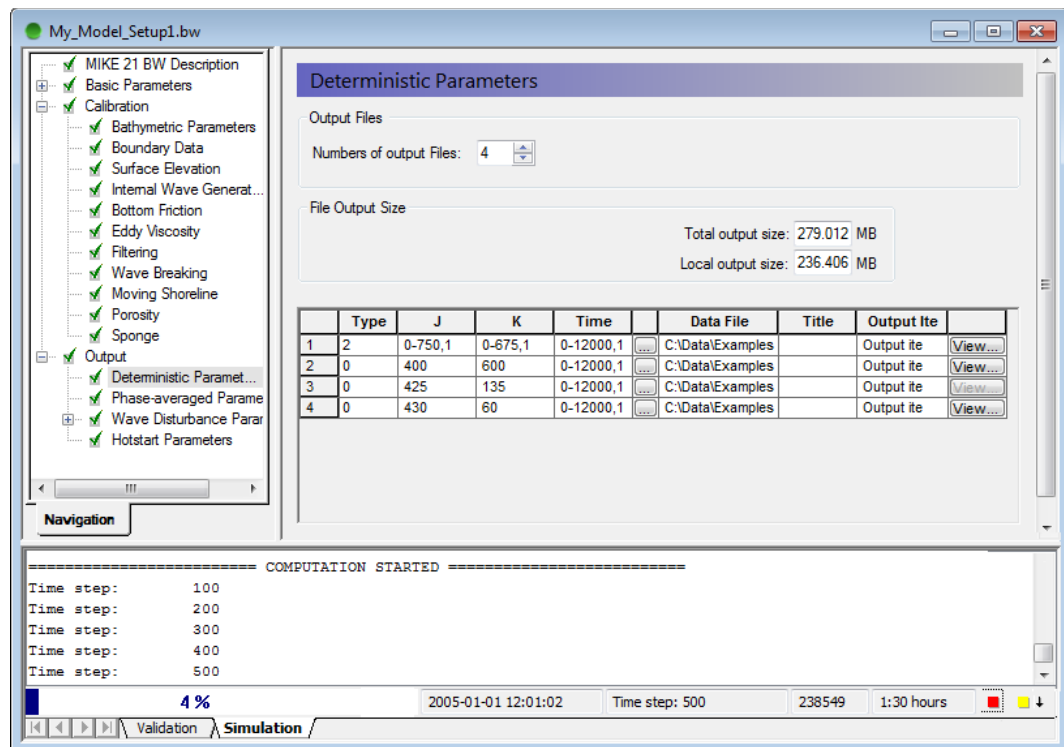 My_Model_Setup1.bw
MIKE 21 BW Description
Basic Parameters
Calibration
Bathymetric Parameters
Boundary Data
Surface Elevation
Internal Wave Generat...
Bottom Friction
Eddy Viscosity
Filtering
Wave Breaking
Moving Shoreline
Porosity
Sponge
Output
Deterministic Paramet...
Phase-averaged Parame
Wave Disturbance Parar
Hotstart Parameters
Navigation
Deterministic Parameters
Output Files
Numbers of output Files: 4
File Output Size
Total output size: 279.012 MB
Local output size: 236.406 MB
Type J K Time Data File Title Output Ite
1 2 0-750,1 0-675,1 0-12000,1 ... C:\Data\Examples Output ite View...
2 0 400 600 0-12000,1 ... C:\Data\Examples Output ite View...
3 0 425 135 0-12000,1 ... C:\Data\Examples Output ite View...
4 0 430 60 0-12000,1 ... C:\Data\Examples Output ite View...
========================= COMPUTATION STARTED ==========================
Time step: 100
Time step: 200
Time step: 300
Time step: 400
Time step: 500
4 % 2005-01-01 12:01:02 Time step: 500 238549 1:30 hours
Validation Simulation